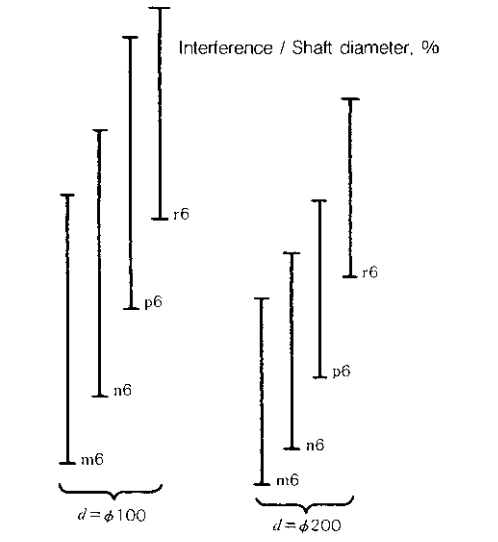 Interference / Shaft diameter, %
r6
p6
n6
m6
d=ϕ100
r6
p6
n6
m6
d=ϕ200